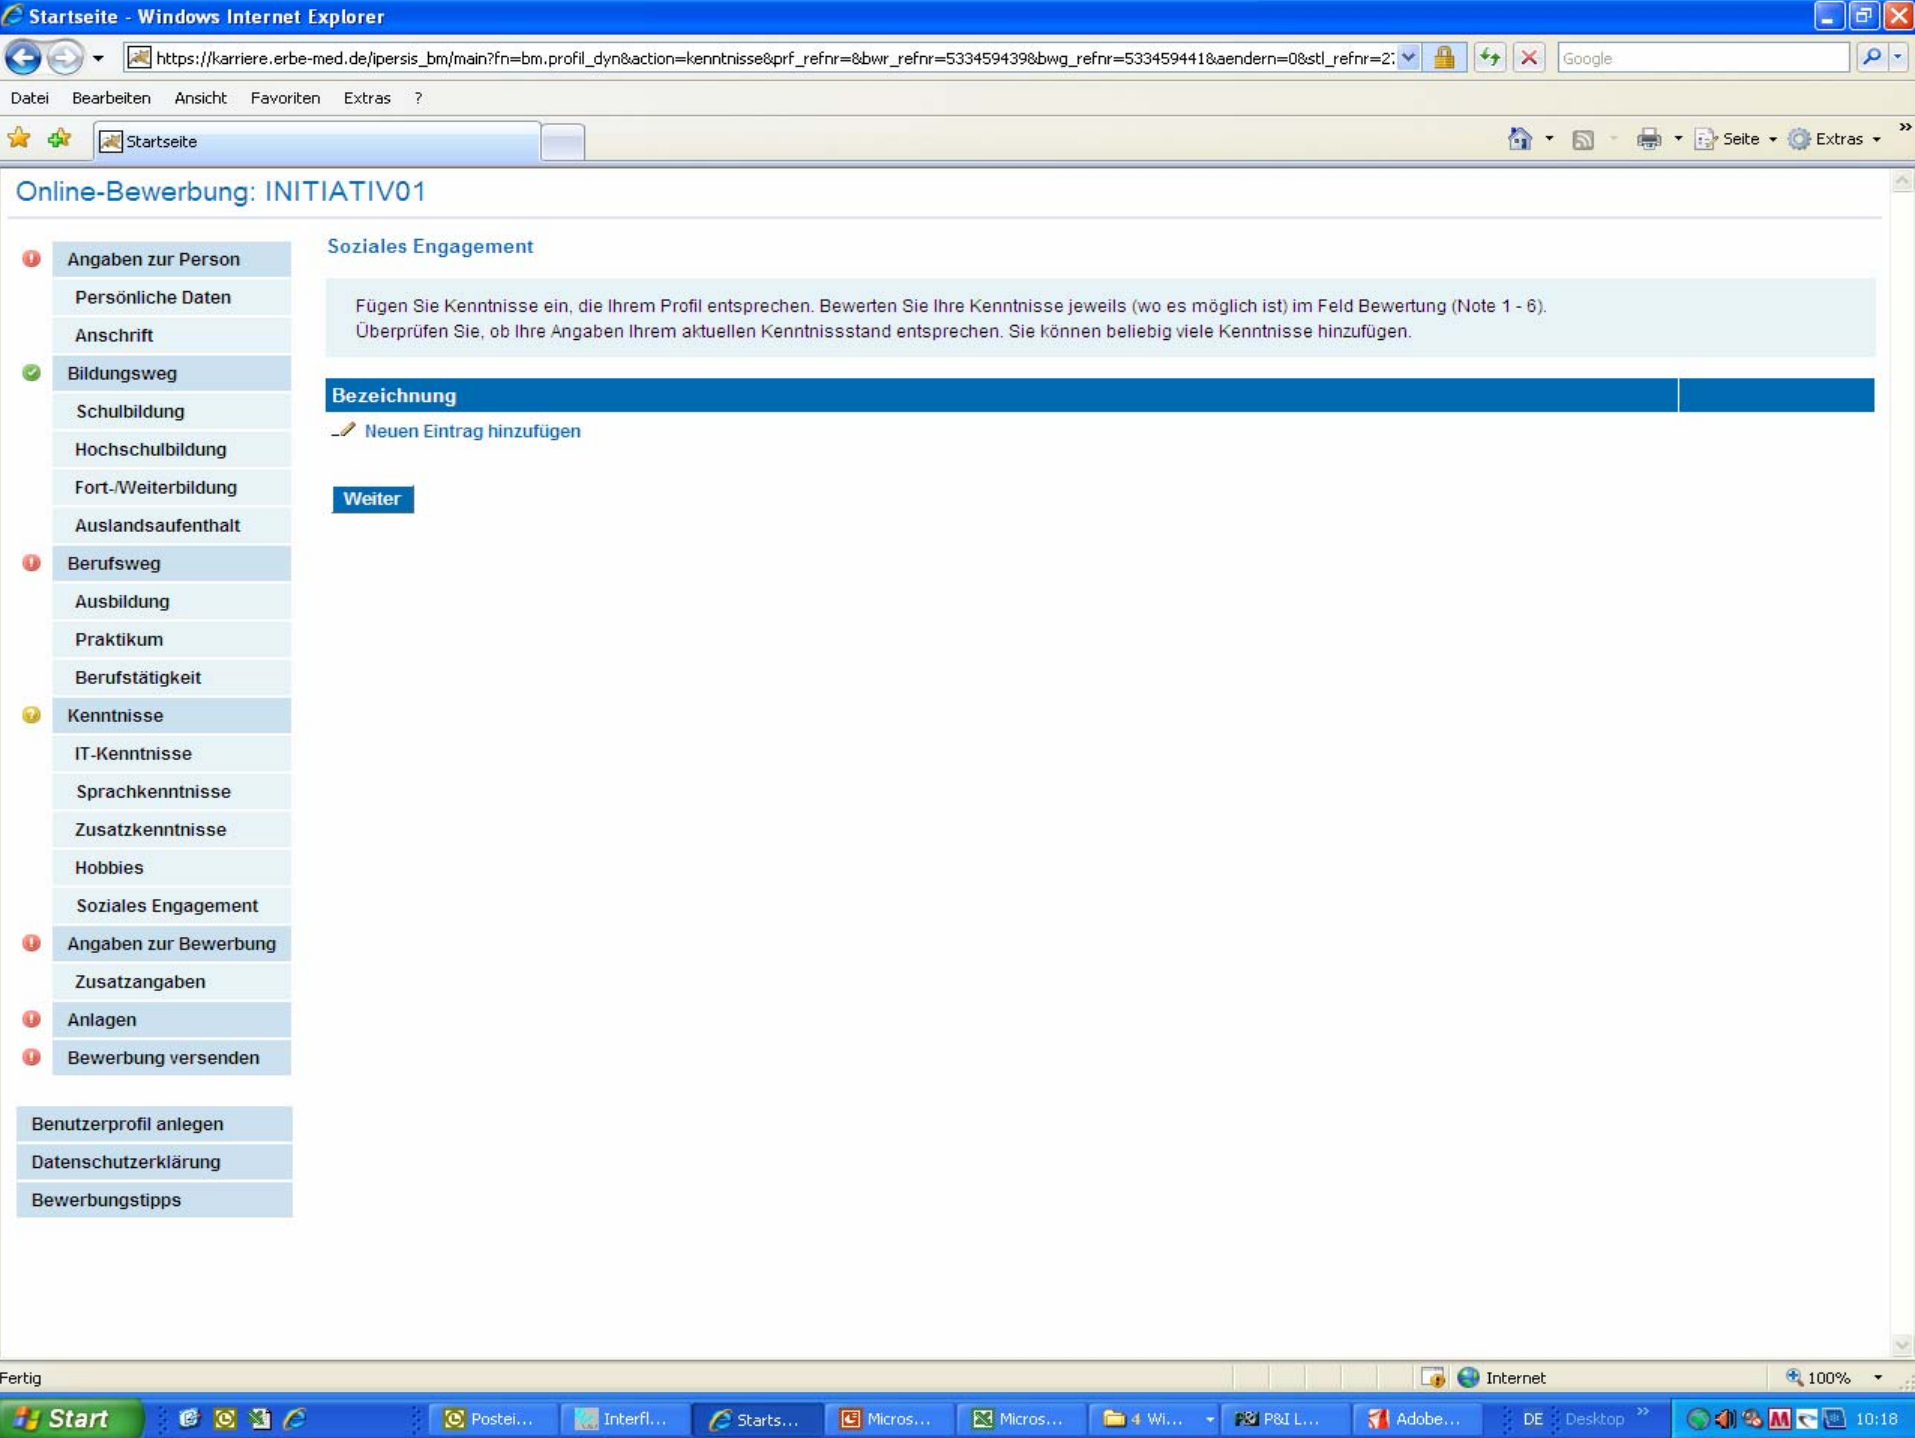 Startseite - Windows Internet Explorer
https://karriere.erbe-med.de/ipersis_bm/main?fn=bm.profil_dyn&action=kenntnisse&prf_refnr=&bwr_refnr=533459439&bwg_refnr=533459441&aendern=0&stl_refnr=2
Google
Datei Bearbeiten Ansicht Favoriten Extras ?
Startseite
Seite Extras »
Online-Bewerbung: INITIATIV01
Angaben zur Person
Persönliche Daten
Anschrift
Bildungsweg
Schulbildung
Hochschulbildung
Fort-/Weiterbildung
Auslandsaufenthalt
Berufsweg
Ausbildung
Praktikum
Berufstätigkeit
Kenntnisse
IT-Kenntnisse
Sprachkenntnisse
Zusatzkenntnisse
Hobbies
Soziales Engagement
Angaben zur Bewerbung
Zusatzangaben
Anlagen
Bewerbung versenden
Benutzerprofil anlegen
Datenschutzerklärung
Bewerbungstipps
Soziales Engagement
Fügen Sie Kenntnisse ein, die Ihrem Profil entsprechen. Bewerten Sie Ihre Kenntnisse jeweils (wo es möglich ist) im Feld Bewertung (Note 1 - 6).
Überprüfen Sie, ob Ihre Angaben Ihrem aktuellen Kenntnissstand entsprechen. Sie können beliebig viele Kenntnisse hinzufügen.
Bezeichnung
Neuen Eintrag hinzufügen
Weiter
Fertig
Internet
100%
Start
Postei...
Interfl...
Starts...
Micros...
Micros...
4 Wi...
P&I L...
Adobe...
DE
Desktop »
10:18